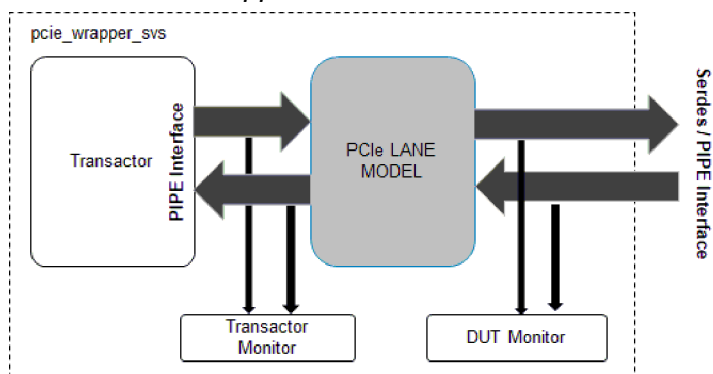 pcie_wrapper_svs
Transactor
PIPE Interface
PCIe LANE
MODEL
Serdes / PIPE Interface
Transactor
Monitor
DUT Monitor